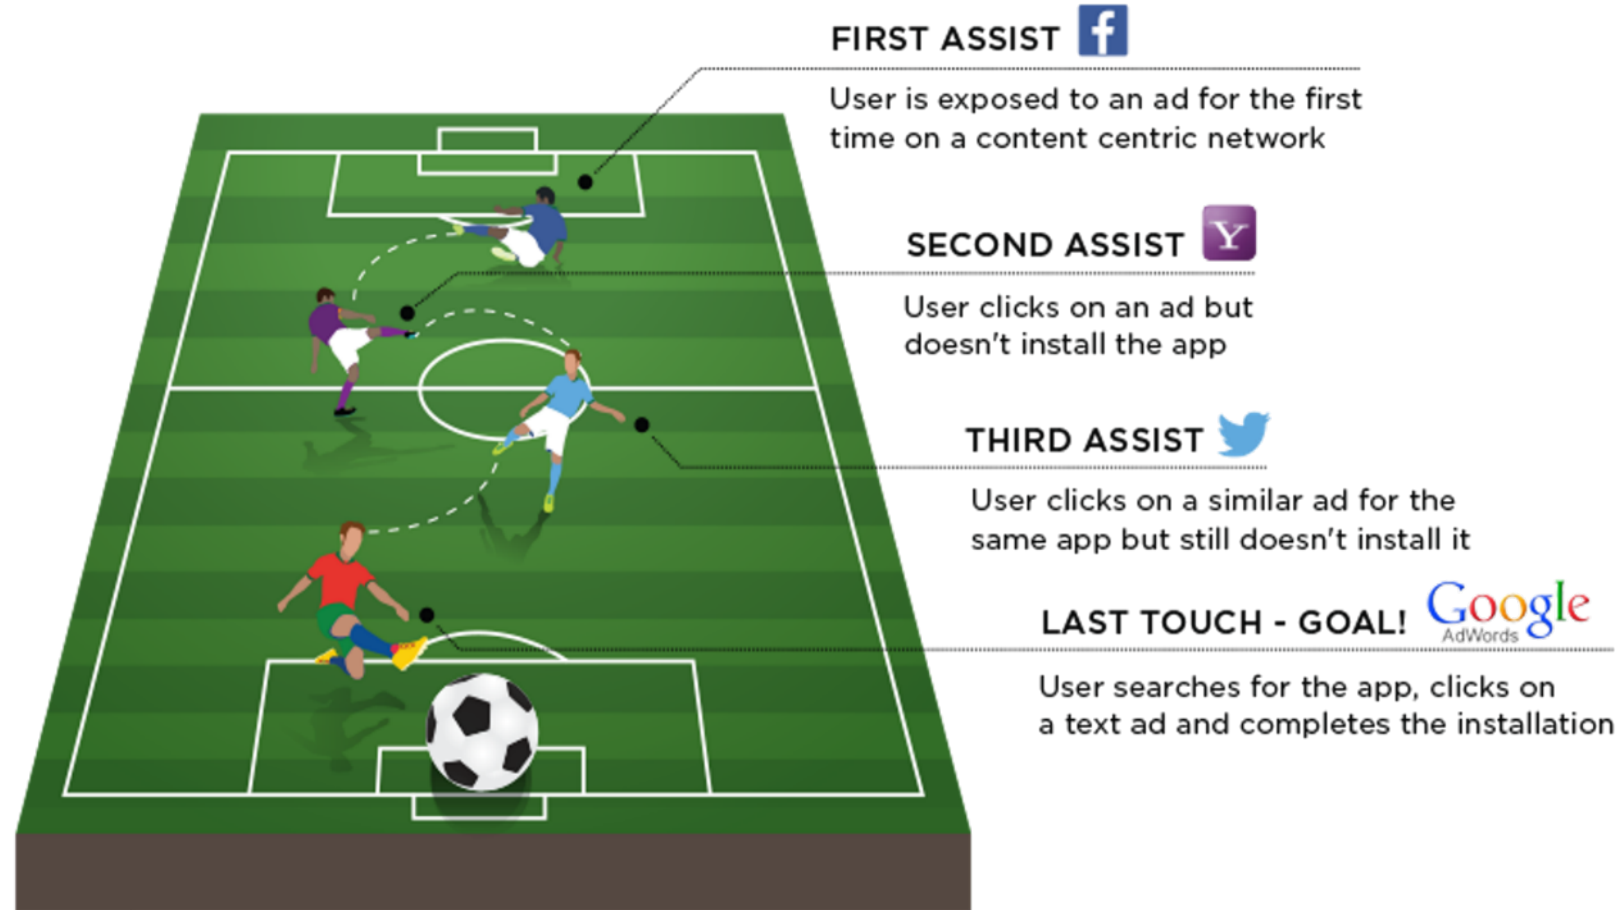 FIRST ASSIST f
User is exposed to an ad for the first
time on a content centric network
SECOND ASSIST Y
User clicks on an ad but
doesn't install the app
THIRD ASSIST
User clicks on a similar ad for the
same app but still doesn't install it
LAST TOUCH - GOAL! Google
AdWords
User searches for the app, clicks on
a text ad and completes the installation